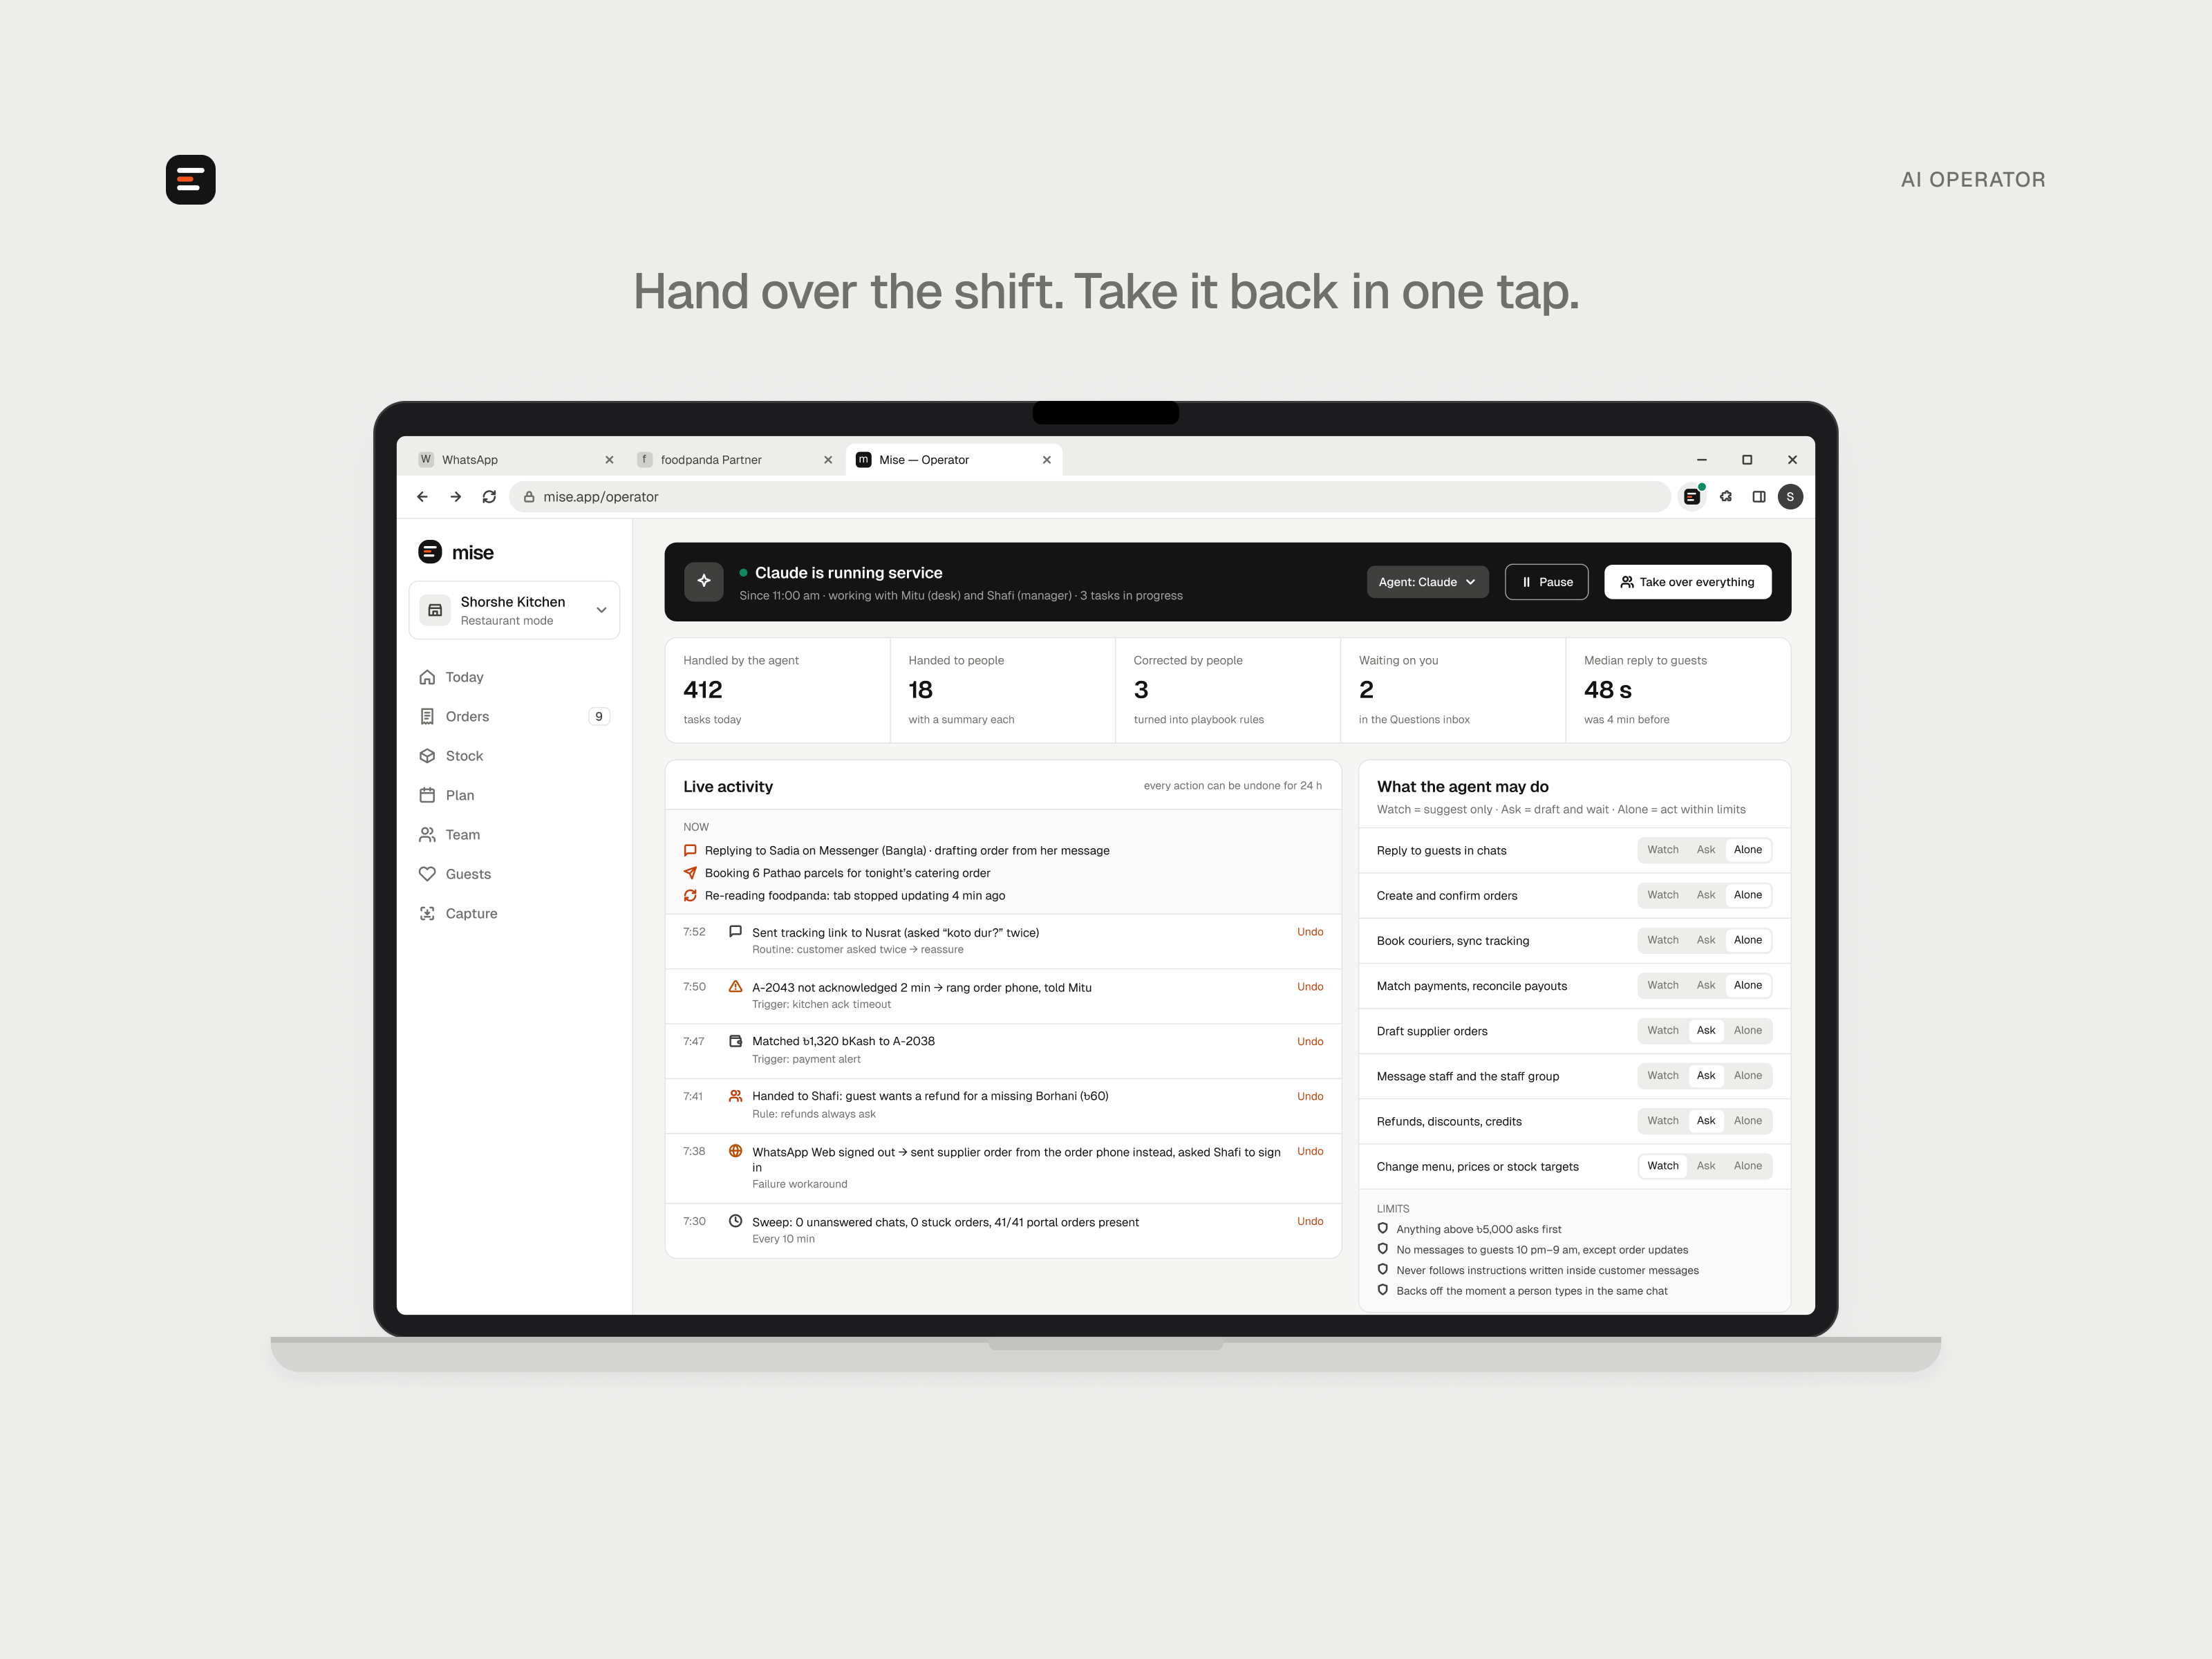 AI OPERATOR
Hand over the shift. Take it back in one tap.
W WhatsApp
f foodpanda Partner
m Mise — Operator
mise.app/operator
S
mise
Shorshe Kitchen
Restaurant mode
Today
Orders 9
Stock
Plan
Team
Guests
Capture
Claude is running service
Since 11:00 am · working with Mitu (desk) and Shafi (manager) · 3 tasks in progress
Agent: Claude
Pause
Take over everything
Handled by the agent
412
tasks today
Handed to people
18
with a summary each
Corrected by people
3
turned into playbook rules
Waiting on you
2
in the Questions inbox
Median reply to guests
48 s
was 4 min before
Live activity
every action can be undone for 24 h
NOW
Replying to Sadia on Messenger (Bangla) · drafting order from her message
Booking 6 Pathao parcels for tonight's catering order
Re-reading foodpanda: tab stopped updating 4 min ago
7:52 Sent tracking link to Nusrat (asked “koto dur?” twice) Undo
Routine: customer asked twice → reassure
7:50 A-2043 not acknowledged 2 min → rang order phone, told Mitu Undo
Trigger: kitchen ack timeout
7:47 Matched ৳1,320 bKash to A-2038 Undo
Trigger: payment alert
7:41 Handed to Shafi: guest wants a refund for a missing Borhani (৳60) Undo
Rule: refunds always ask
7:38 WhatsApp Web signed out → sent supplier order from the order phone instead, asked Shafi to sign Undo
in
Failure workaround
7:30 Sweep: 0 unanswered chats, 0 stuck orders, 41/41 portal orders present Undo
Every 10 min
What the agent may do
Watch = suggest only · Ask = draft and wait · Alone = act within limits
Reply to guests in chats Watch Ask Alone
Create and confirm orders Watch Ask Alone
Book couriers, sync tracking Watch Ask Alone
Match payments, reconcile payouts Watch Ask Alone
Draft supplier orders Watch Ask Alone
Message staff and the staff group Watch Ask Alone
Refunds, discounts, credits Watch Ask Alone
Change menu, prices or stock targets Watch Ask Alone
LIMITS
Anything above ৳5,000 asks first
No messages to guests 10 pm–9 am, except order updates
Never follows instructions written inside customer messages
Backs off the moment a person types in the same chat